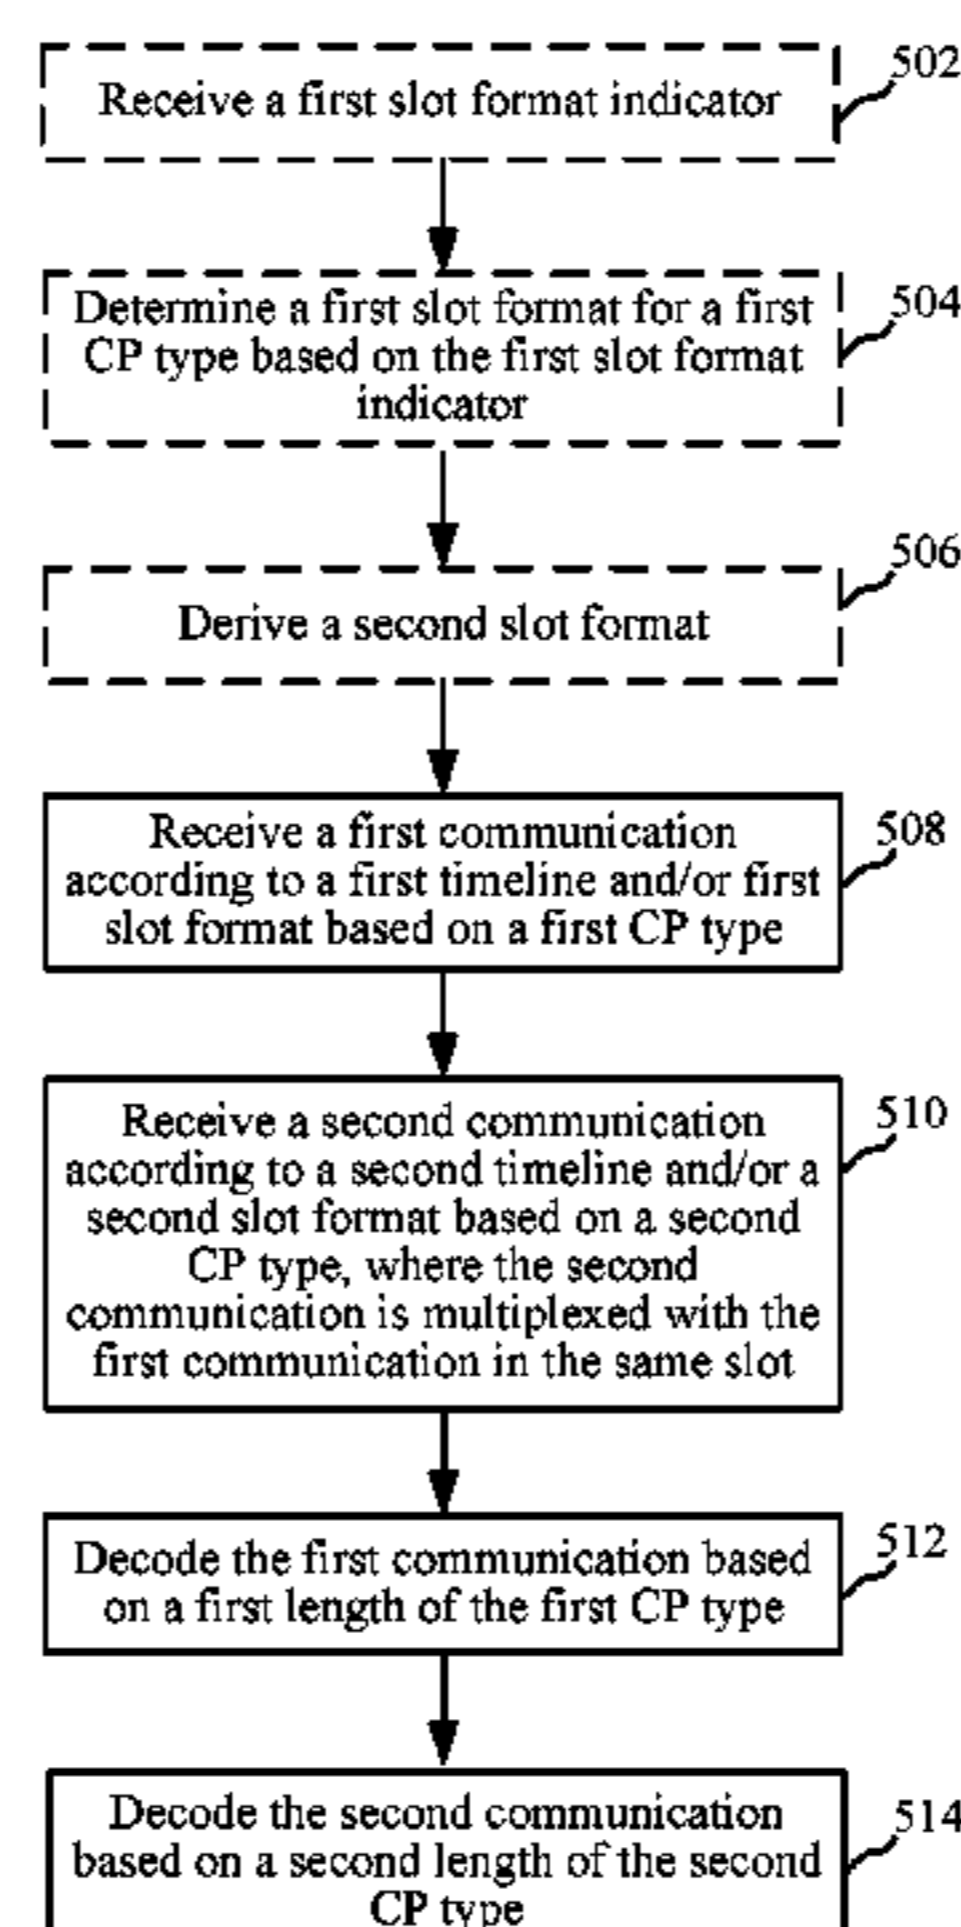 502
Receive a first slot format indicator
504
Determine a first slot format for a first
CP type based on the first slot format
indicator
506
Derive a second slot format
508
Receive a first communication
according to a first timeline and/or first
slot format based on a first CP type
510
Receive a second communication
according to a second timeline and/or a
second slot format based on a second
CP type, where the second
communication is multiplexed with the
first communication in the same slot
512
Decode the first communication based
on a first length of the first CP type
514
Decode the second communication
based on a second length of the second
CP type